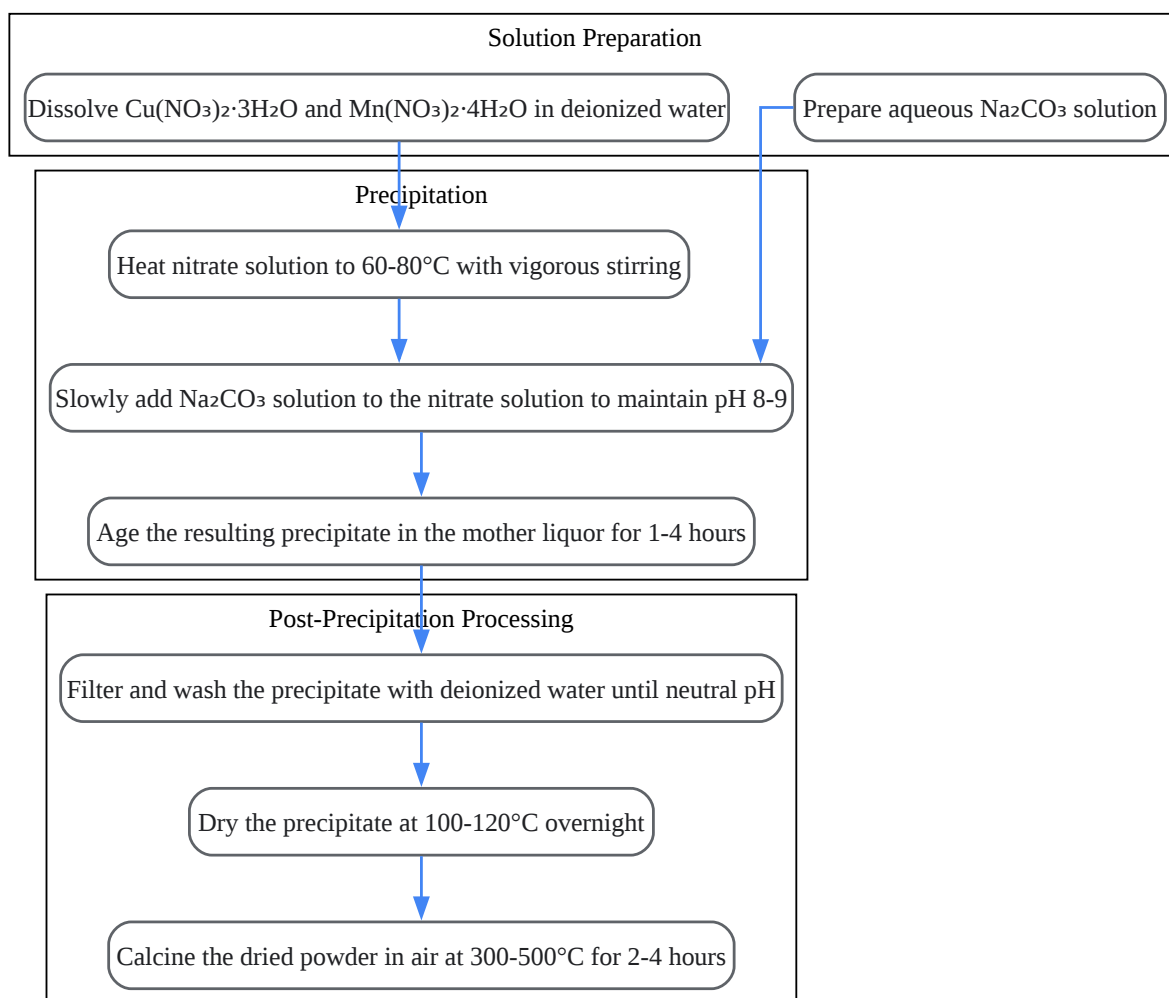 Solution Preparation
Dissolve Cu(NO₃)₂·3H₂O and Mn(NO₃)₂·4H₂O in deionized water
Prepare aqueous Na₂CO₃ solution
Precipitation
Heat nitrate solution to 60-80°C with vigorous stirring
Slowly add Na₂CO₃ solution to the nitrate solution to maintain pH 8-9
Age the resulting precipitate in the mother liquor for 1-4 hours
Post-Precipitation Processing
Filter and wash the precipitate with deionized water until neutral pH
Dry the precipitate at 100-120°C overnight
Calcine the dried powder in air at 300-500°C for 2-4 hours